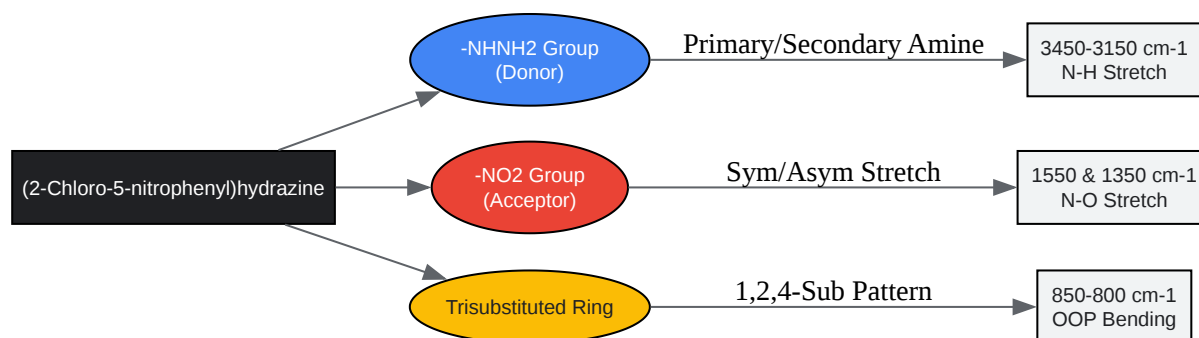 -NHNH2 Group
(Donor)
Primary/Secondary Amine
3450-3150 cm-1
N-H Stretch
(2-Chloro-5-nitrophenyl)hydrazine
-NO2 Group
(Acceptor)
Sym/Asym Stretch
1550 & 1350 cm-1
N-O Stretch
Trisubstituted Ring
1,2,4-Sub Pattern
850-800 cm-1
OOP Bending